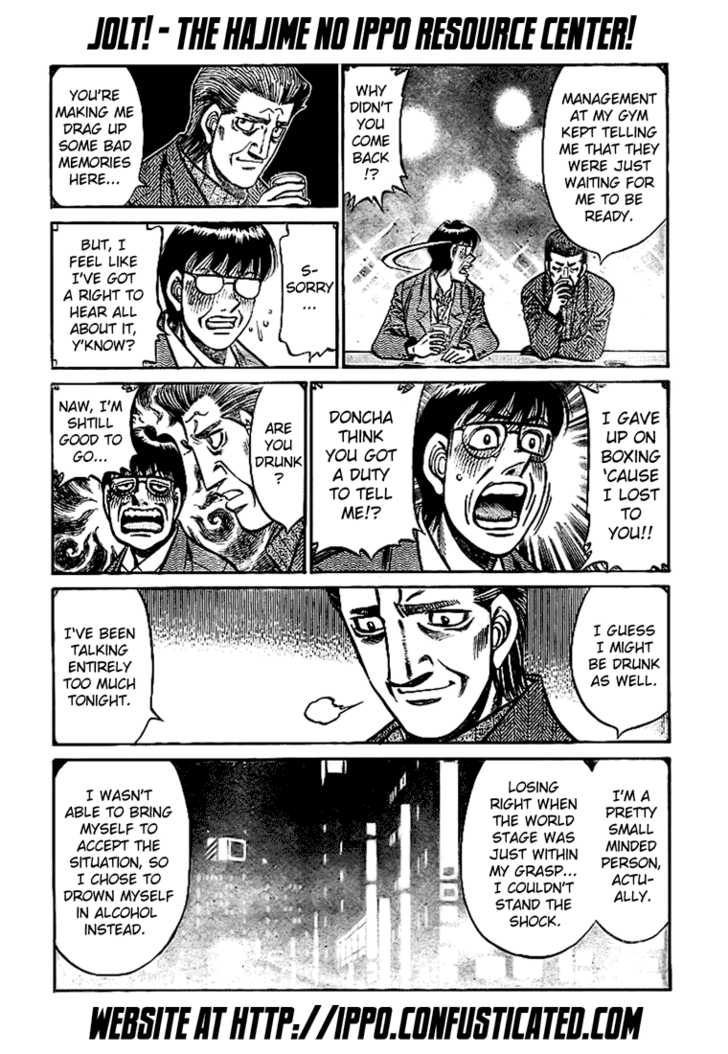 JOLT! - THE HAJIME NO IPPO RESOURCE CENTER!
MANAGEMENT
AT MY GYM
KEPT TELLING
ME THAT THEY
WERE JUST
WAITING FOR
ME TO BE
READY.
WHY
DIDN'T
YOU
COME
BACK
!?
YOU'RE
MAKING ME
DRAG UP
SOME BAD
MEMORIES
HERE...
S-
SORRY
...
BUT, I
FEEL LIKE
I'VE GOT
A RIGHT TO
HEAR ALL
ABOUT IT,
Y'KNOW?
I GAVE
UP ON
BOXING
'CAUSE
I LOST
TO
YOU!!
DONCHA
THINK
YOU GOT
A DUTY
TO TELL
ME!?
ARE
YOU
DRUNK
?
NAW, I'M
SHTILL
GOOD TO
GO...
I GUESS
I MIGHT
BE DRUNK
AS WELL.
I'VE BEEN
TALKING
ENTIRELY
TOO MUCH
TONIGHT.
I'M A
PRETTY
SMALL
MINDED
PERSON,
ACTU-
ALLY.
LOSING
RIGHT WHEN
THE WORLD
STAGE WAS
JUST WITHIN
MY GRASP...
I COULDN'T
STAND THE
SHOCK.
I WASN'T
ABLE TO BRING
MYSELF TO
ACCEPT THE
SITUATION, SO
I CHOSE TO
DROWN MYSELF
IN ALCOHOL
INSTEAD.
WEBSITE AT HTTP://IPPO.CONFUSTICATED.COM